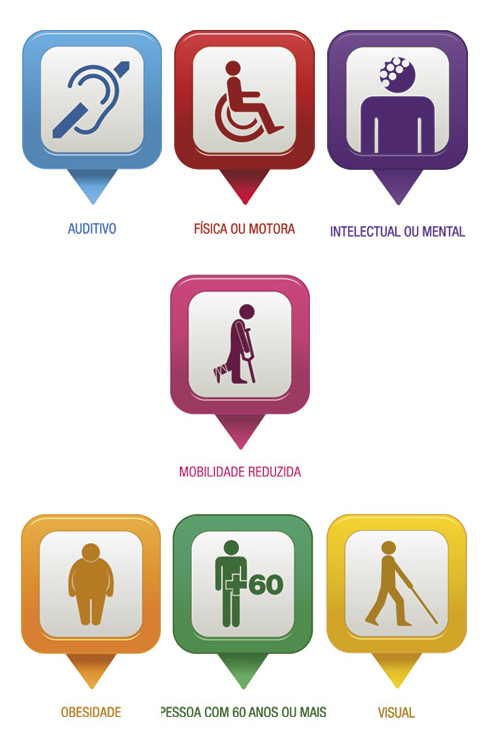 AUDITIVO
FÍSICA OU MOTORA
INTELECTUAL OU MENTAL
MOBILIDADE REDUZIDA
+60
OBESIDADE
PESSOA COM 60 ANOS OU MAIS
VISUAL